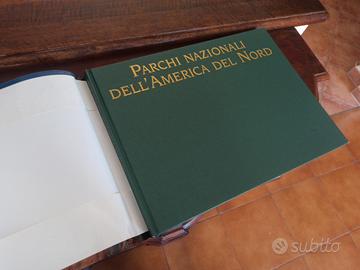 Parchi nazionali
dell'America del Nord
subito